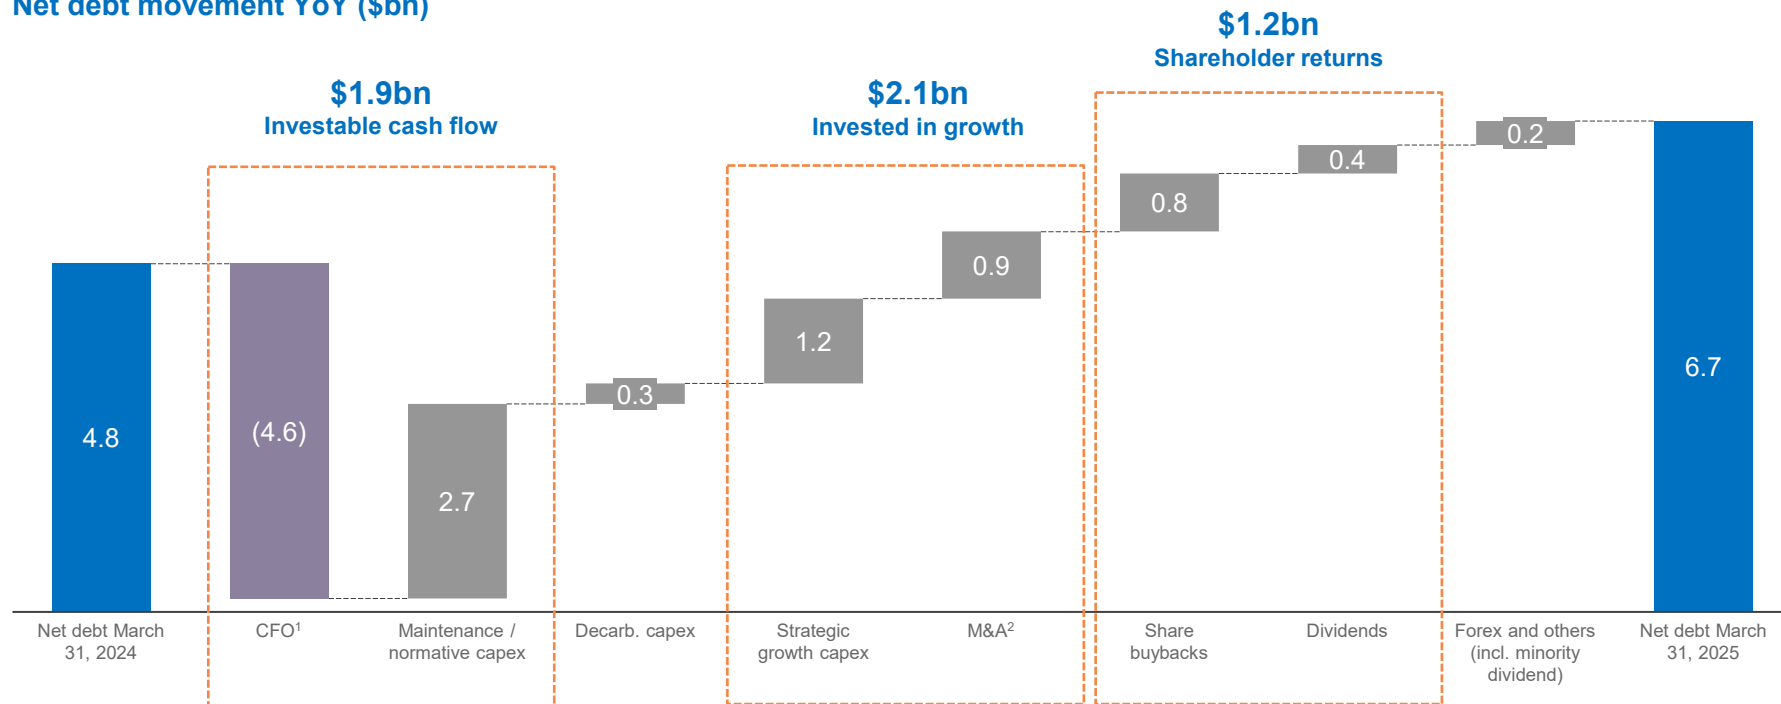 Net debt movement YoY ($bn)
$1.9bn
Investable cash flow
$2.1bn
Invested in growth
$1.2bn
Shareholder returns
4.8
(4.6)
2.7
0.3
1.2
0.9
0.8
0.4
0.2
6.7
Net debt March
31, 2024
CFO¹
Maintenance /
normative capex
Decarb. capex
Strategic
growth capex
M&A²
Share
buybacks
Dividends
Forex and others
(incl. minority
dividend)
Net debt March
31, 2025